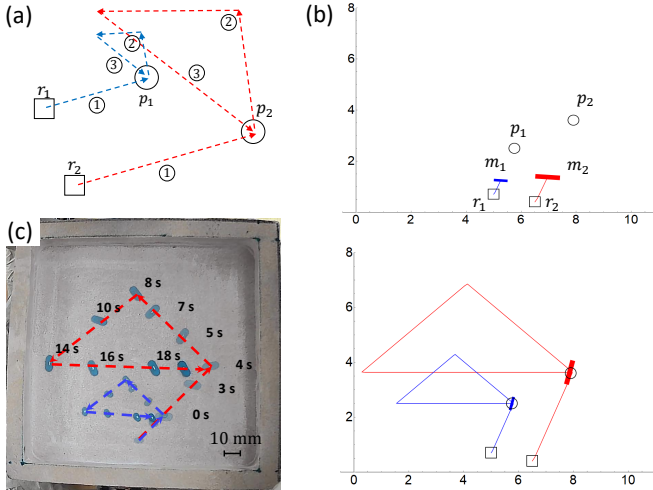 (a)
②
②
③
③
r₁
p₁
①
p₂
r₂
①
(b)
8
6
4
2
p₂
p₁
m₁
m₂
r₁
r₂
0
2
4
6
8
10
(c)
8 s
10 s
7 s
5 s
14 s
16 s
18 s
4 s
3 s
0 s
10 mm
8
6
4
2
0
2
4
6
8
10